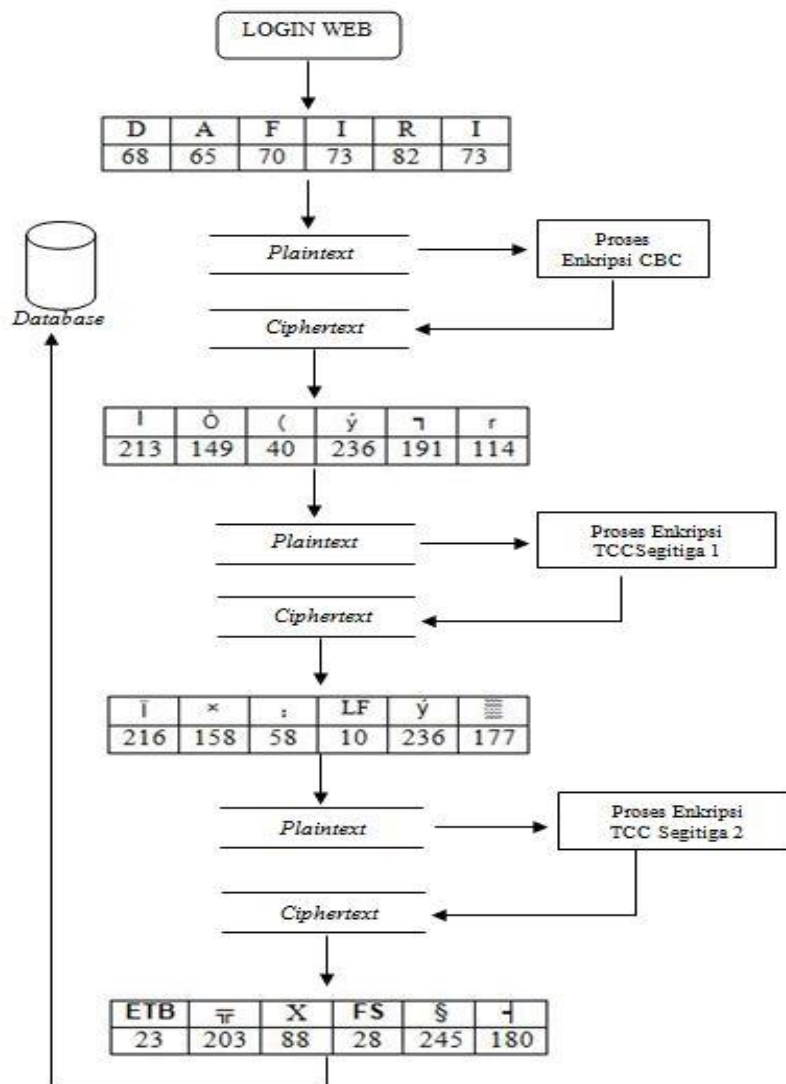 LOGIN WEB
D A F I R I
68 65 70 73 82 73
Plaintext
Proses
Enkripsi CBC
Database
Ciphertext
Ò ( ý ┐ r
213 149 40 236 191 114
Plaintext
Proses Enkripsi
TCCSegitiga 1
Ciphertext
Ï × : LF ý ▒
216 158 58 10 236 177
Plaintext
Proses Enkripsi
TCC Segitiga 2
Ciphertext
ETB ╦ X FS § ┤
23 203 88 28 245 180